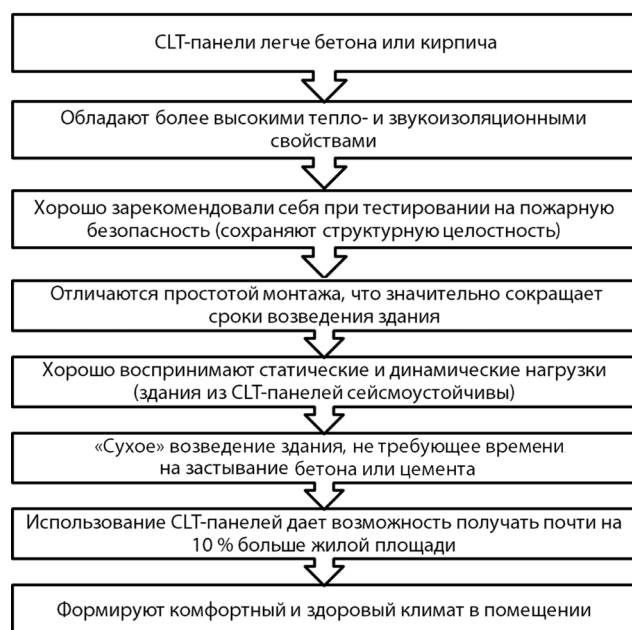 CLT-панели легче бетона или кирпича
Обладают более высокими тепло- и звукоизоляционными
свойствами
Хорошо зарекомендовали себя при тестировании на пожарную
безопасность (сохраняют структурную целостность)
Отличаются простотой монтажа, что значительно сокращает
сроки возведения здания
Хорошо воспринимают статические и динамические нагрузки
(здания из CLT-панелей сейсмоустойчивы)
«Сухое» возведение здания, не требующее времени
на застывание бетона или цемента
Использование CLT-панелей дает возможность получать почти на
10 % больше жилой площади
Формируют комфортный и здоровый климат в помещении